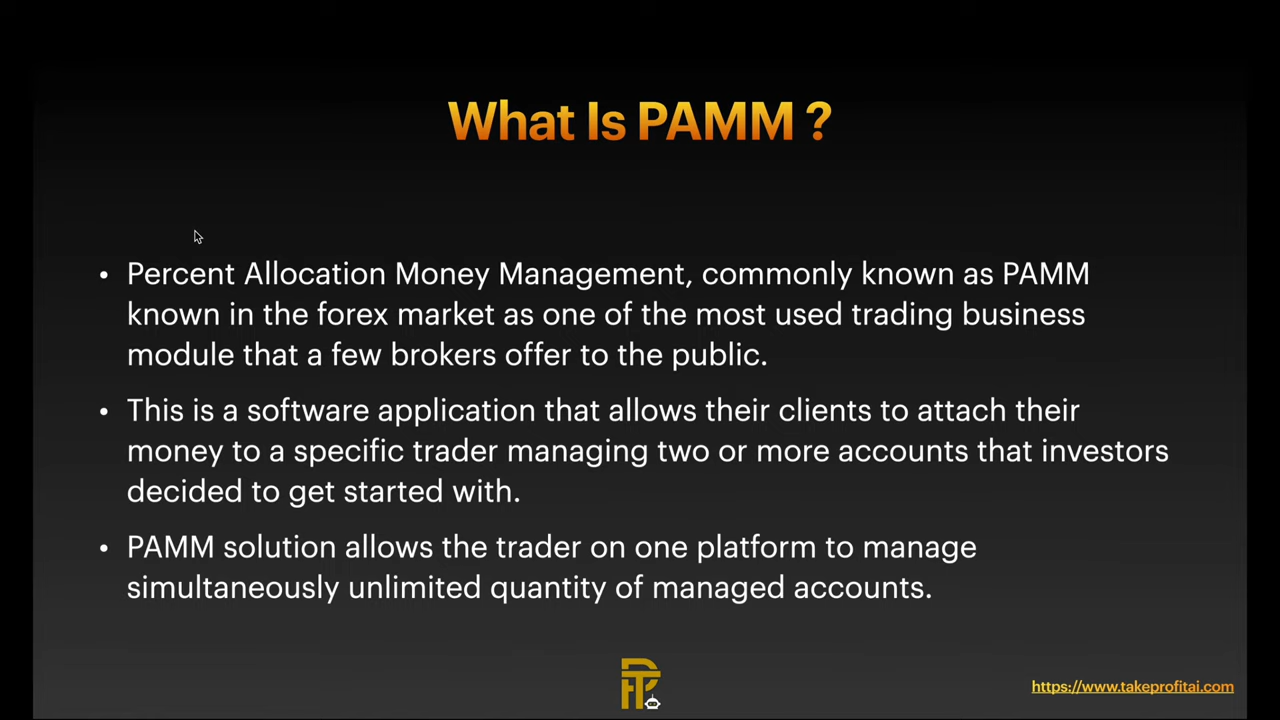 What Is PAMM ?
• Percent Allocation Money Management, commonly known as PAMM
known in the forex market as one of the most used trading business
module that a few brokers offer to the public.
• This is a software application that allows their clients to attach their
money to a specific trader managing two or more accounts that investors
decided to get started with.
• PAMM solution allows the trader on one platform to manage
simultaneously unlimited quantity of managed accounts.
https://www.takeprofitai.com